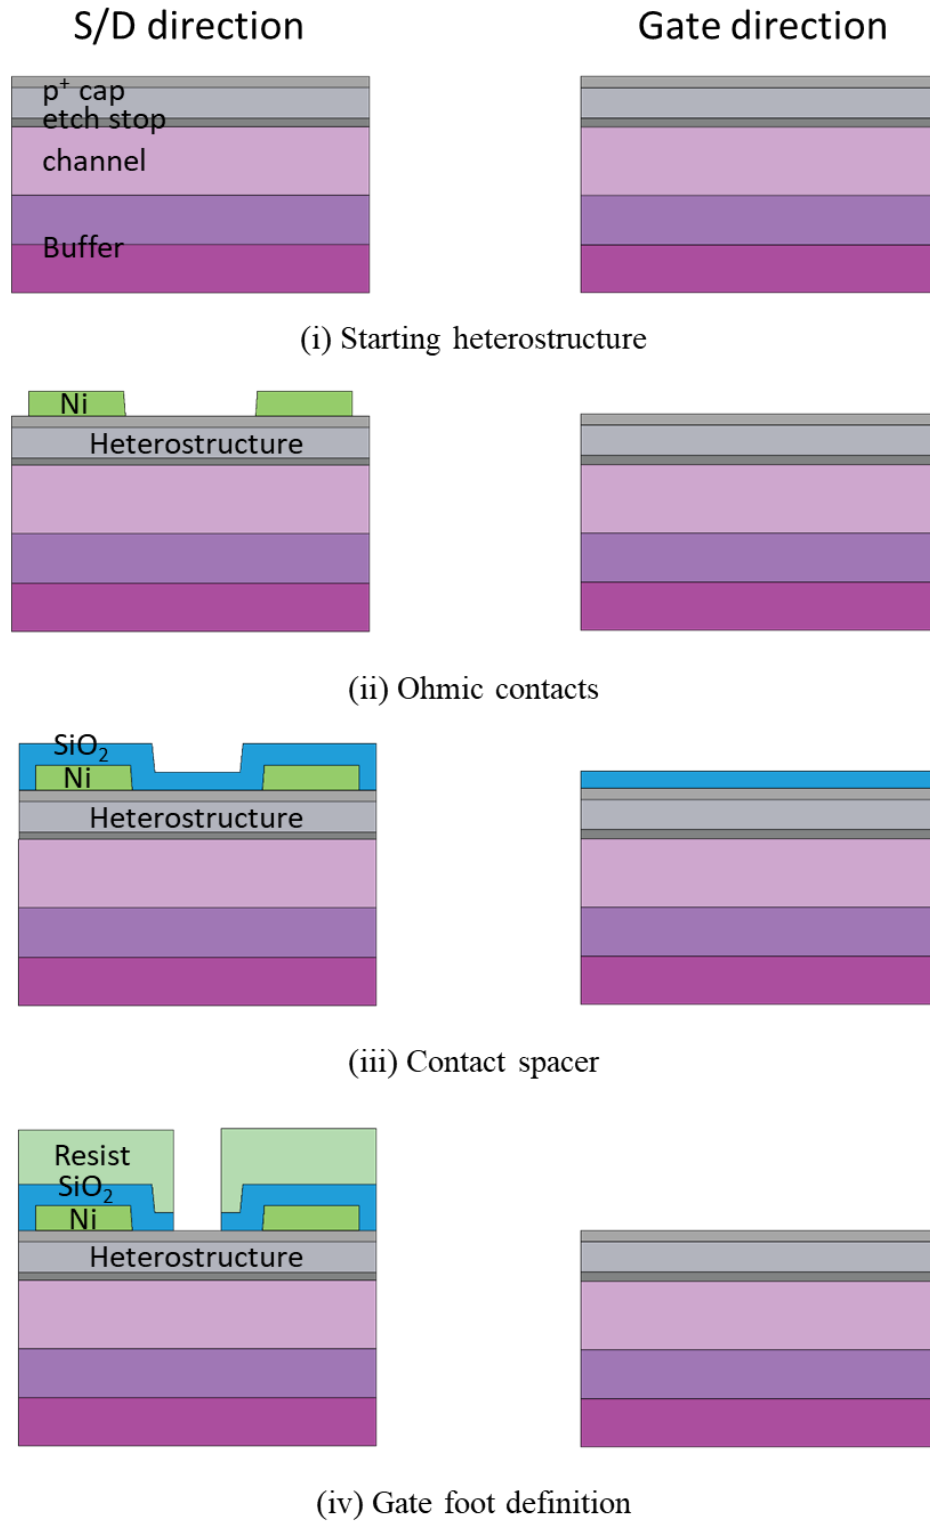 S/D direction
Gate direction
p⁺ cap
etch stop
channel
Buffer
(i) Starting heterostructure
Ni
Heterostructure
(ii) Ohmic contacts
SiO₂
Ni
Heterostructure
(iii) Contact spacer
Resist
SiO₂
Ni
Heterostructure
(iv) Gate foot definition